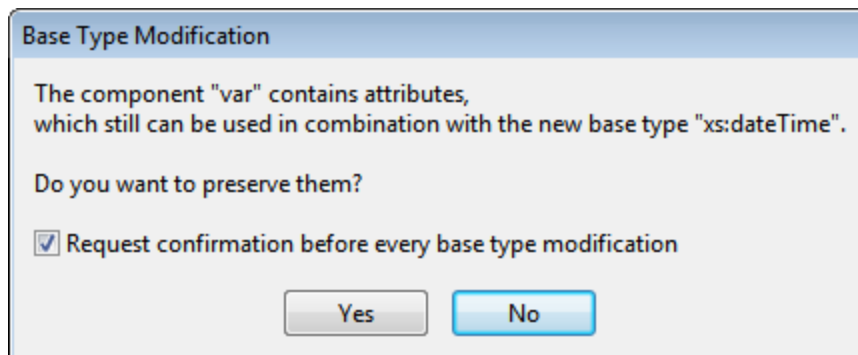 Base Type Modification
The component "var" contains attributes,
which still can be used in combination with the new base type "xs:dateTime".
Do you want to preserve them?
Request confirmation before every base type modification
Yes No